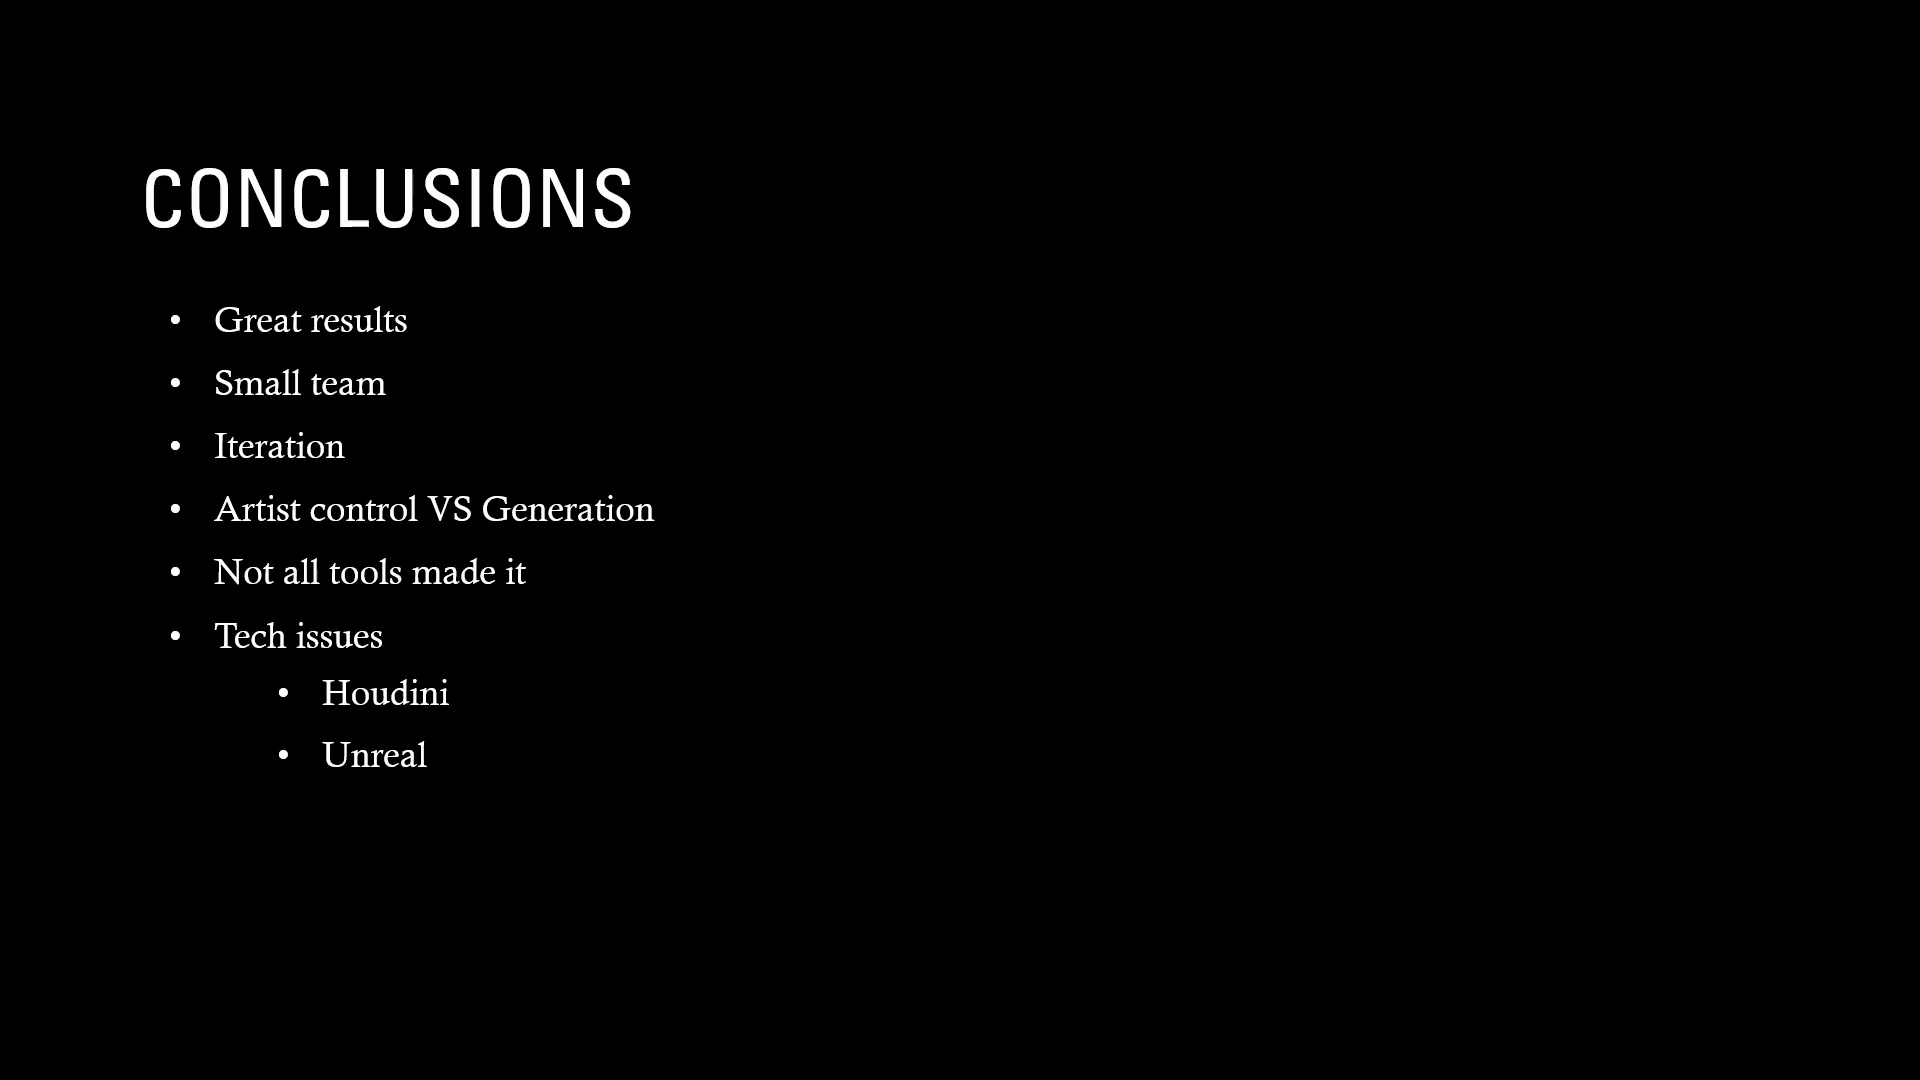 CONCLUSIONS
• Great results
• Small team
• Iteration
• Artist control VS Generation
• Not all tools made it
• Tech issues
• Houdini
• Unreal